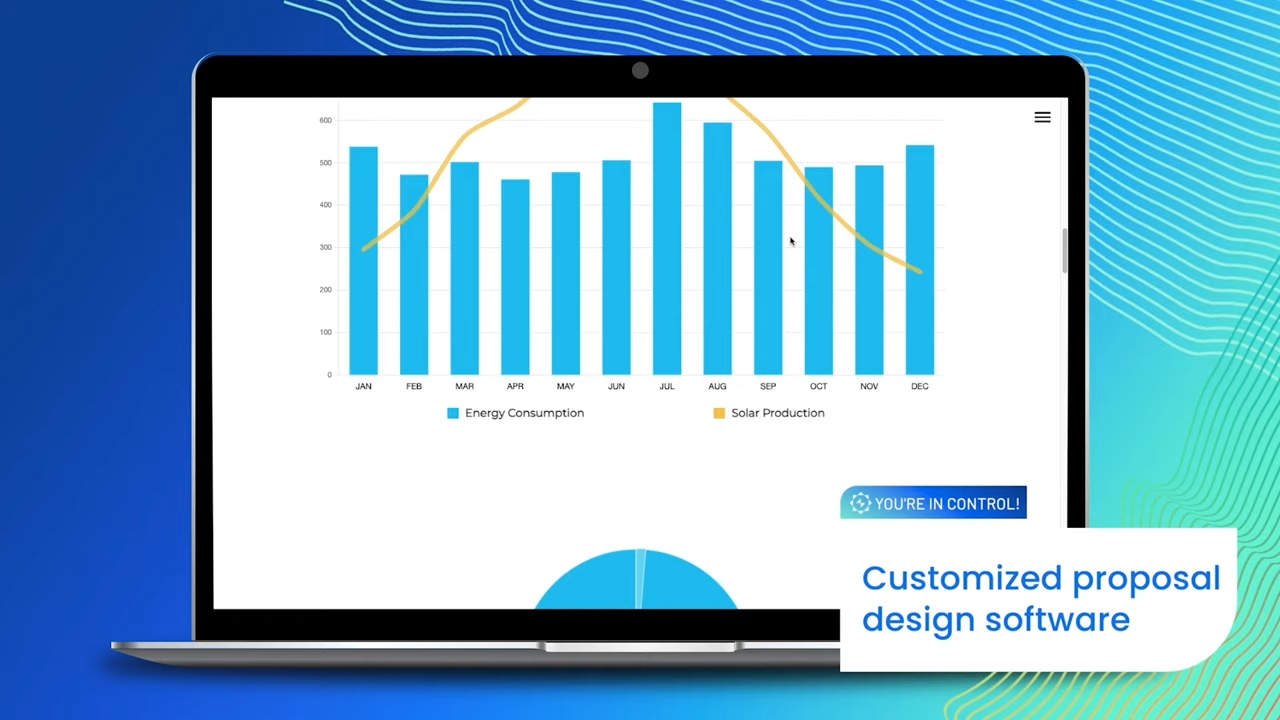 600
500
400
300
200
100
0
JAN FEB MAR APR MAY JUN JUL AUG SEP OCT NOV DEC
Energy Consumption Solar Production
YOU'RE IN CONTROL!
Customized proposal
design software